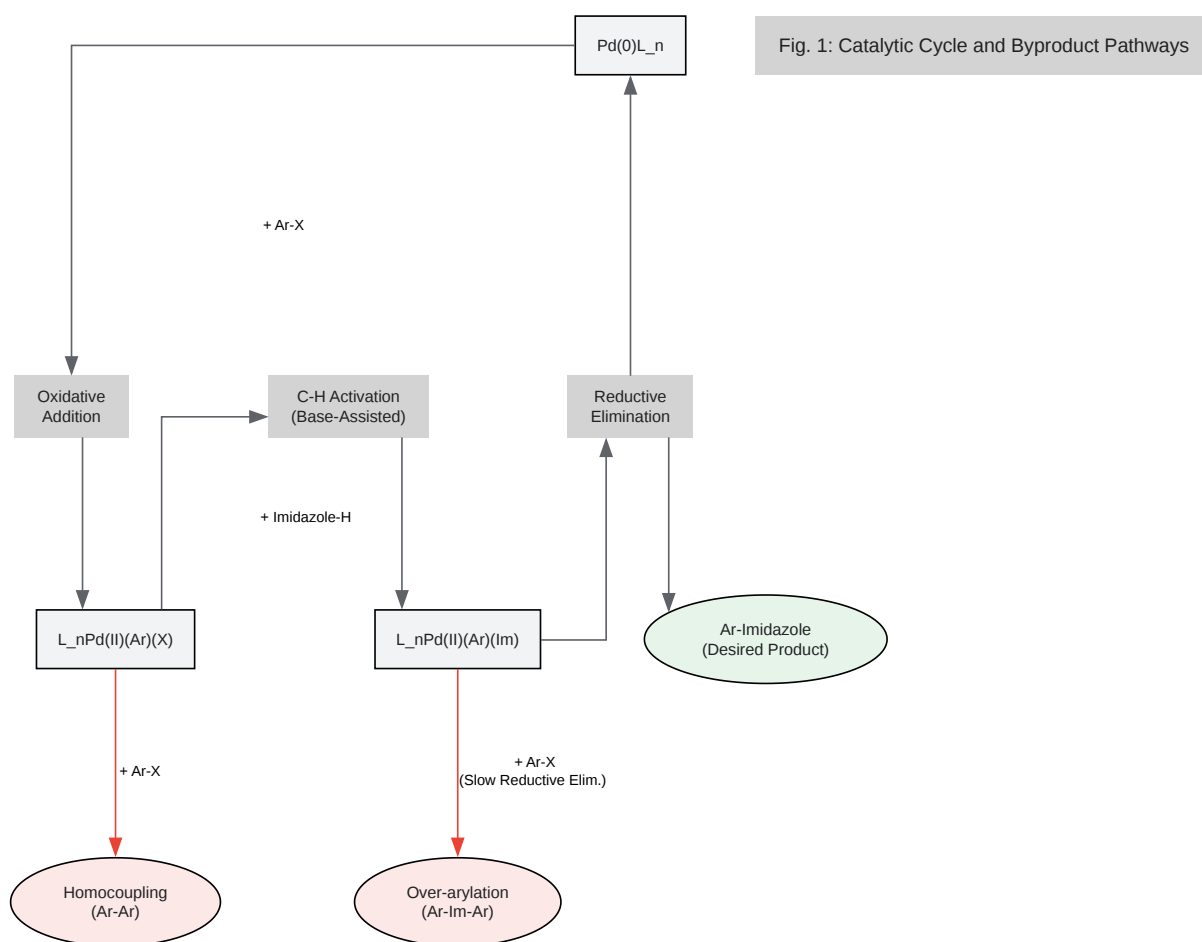 Pd(0)L_n
Fig. 1: Catalytic Cycle and Byproduct Pathways
+ Ar-X
Oxidative
Addition
C-H Activation
(Base-Assisted)
Reductive
Elimination
+ Imidazole-H
L_nPd(II)(Ar)(X)
L_nPd(II)(Ar)(Im)
Ar-Imidazole
(Desired Product)
+ Ar-X
+ Ar-X
(Slow Reductive Elim.)
Homocoupling
(Ar-Ar)
Over-arylation
(Ar-Im-Ar)